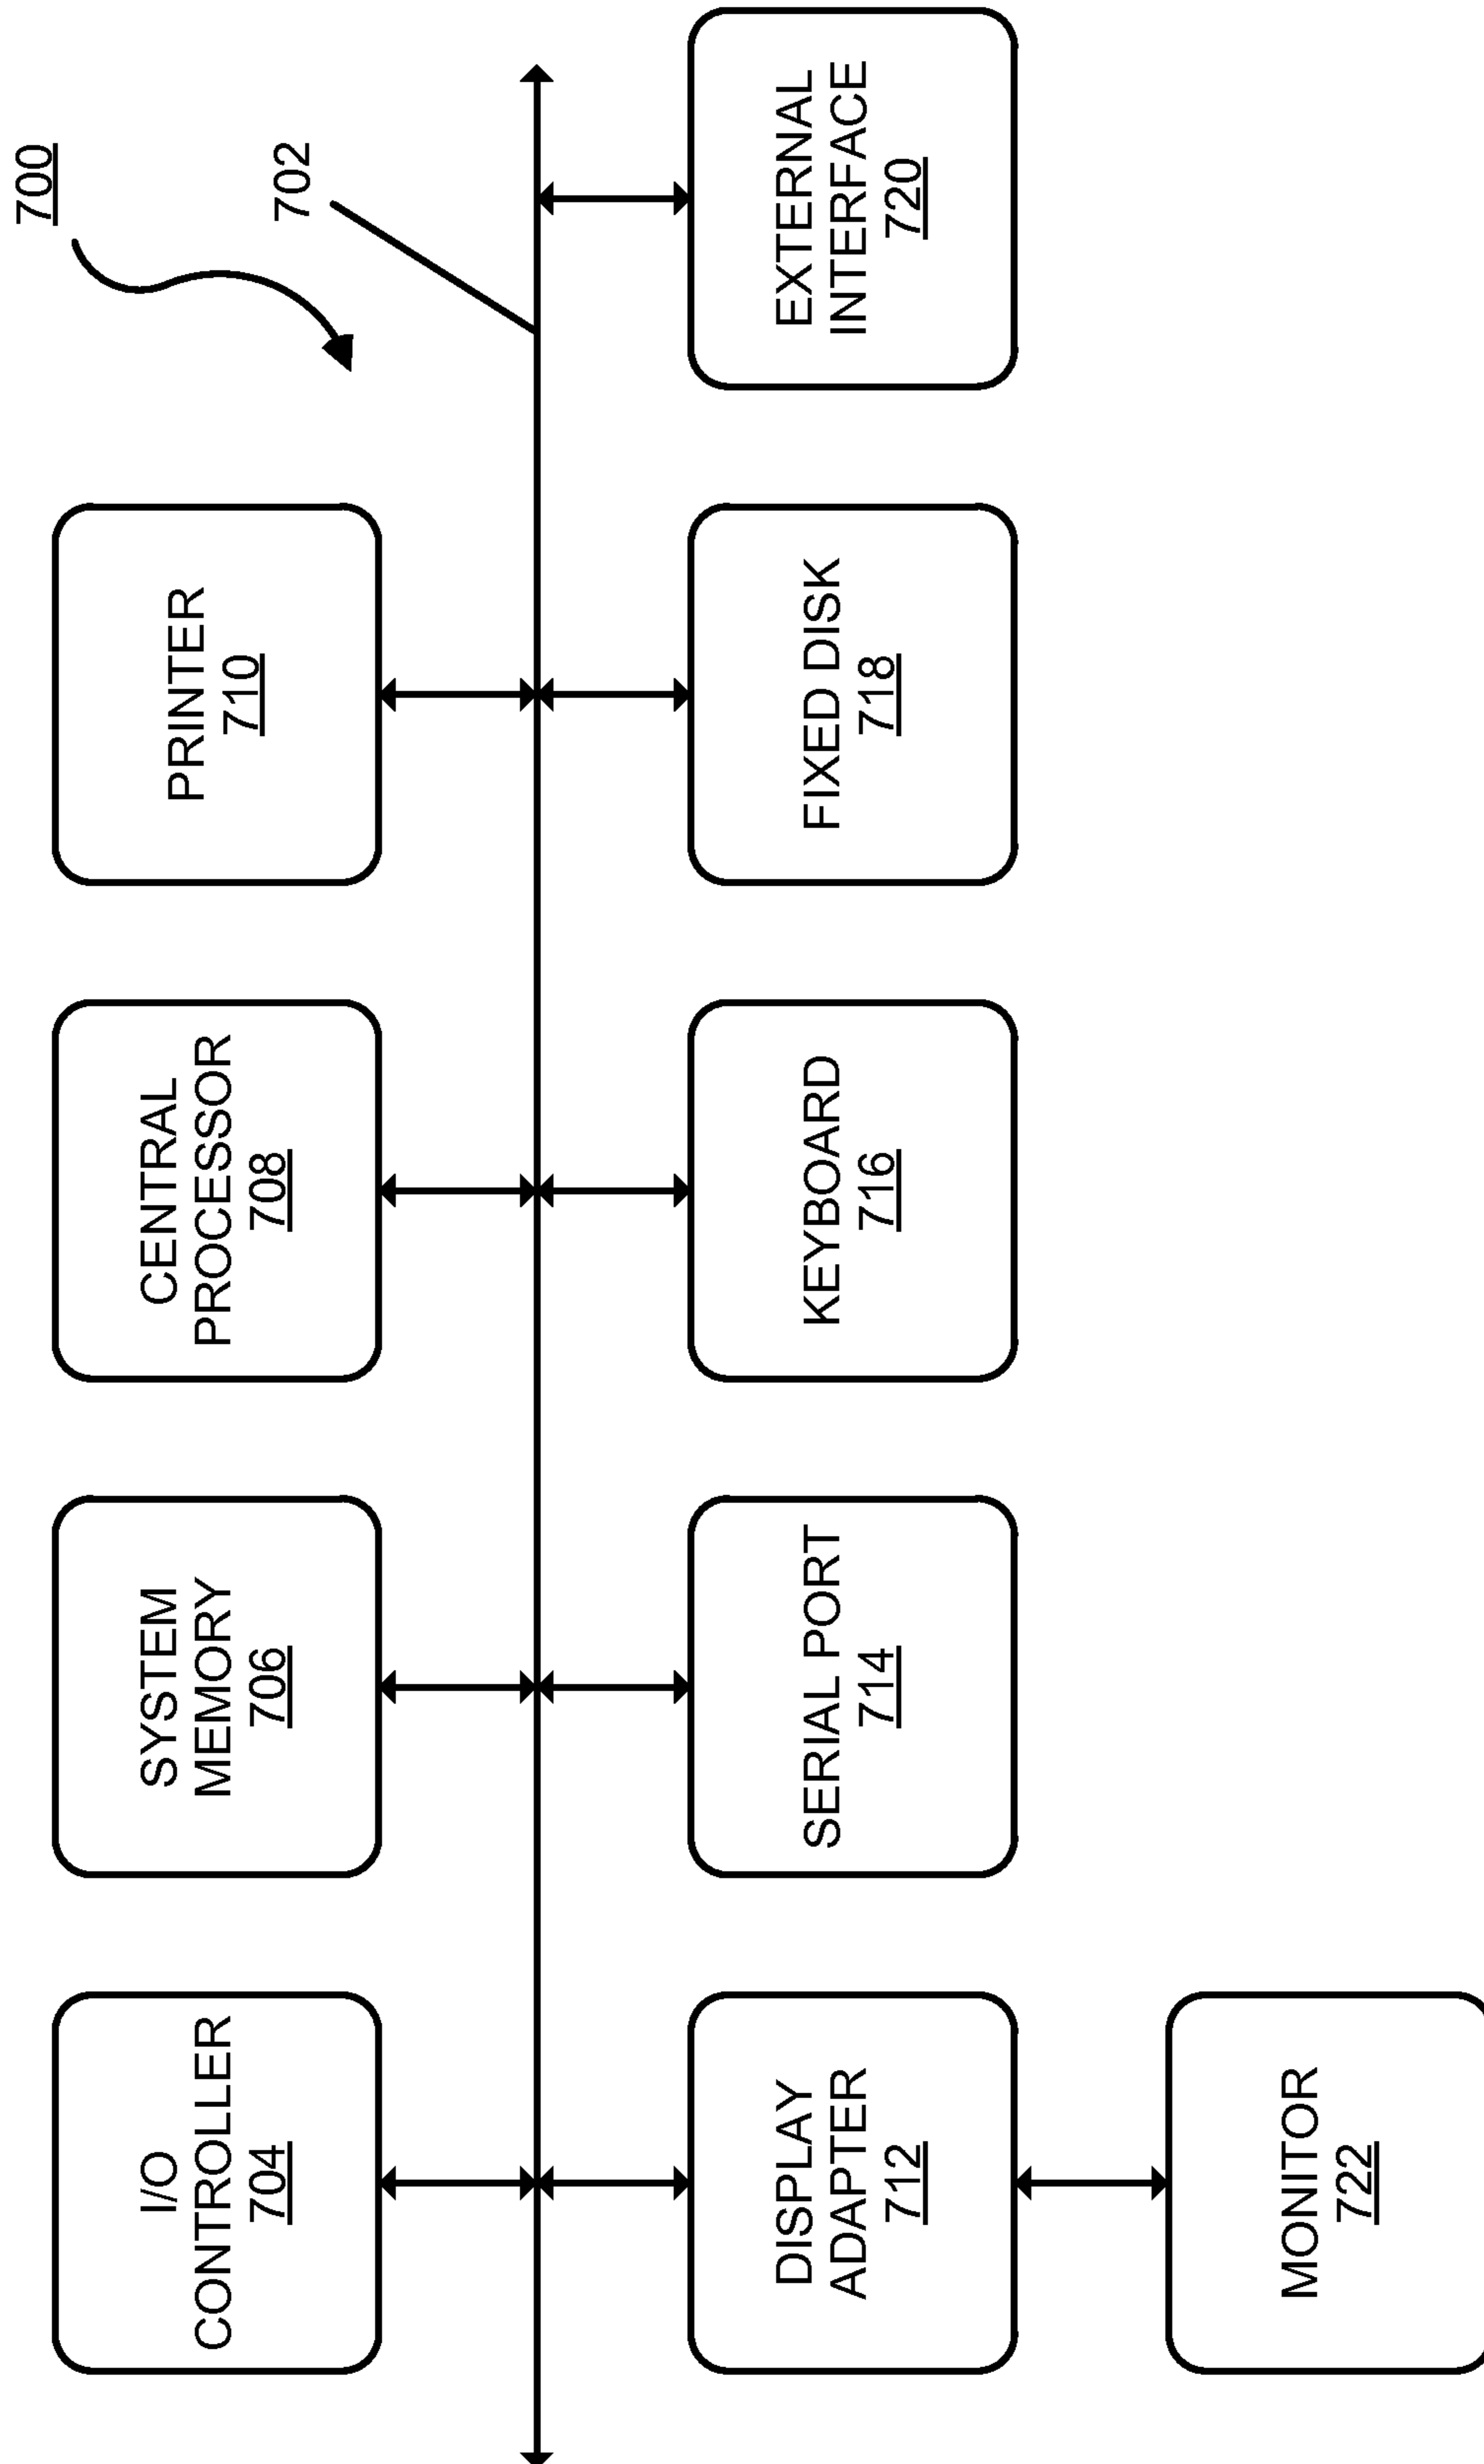 700
702
I/O
CONTROLLER
704
SYSTEM
MEMORY
706
CENTRAL
PROCESSOR
708
PRINTER
710
DISPLAY
ADAPTER
712
SERIAL PORT
714
KEYBOARD
716
FIXED DISK
718
EXTERNAL
INTERFACE
720
MONITOR
722